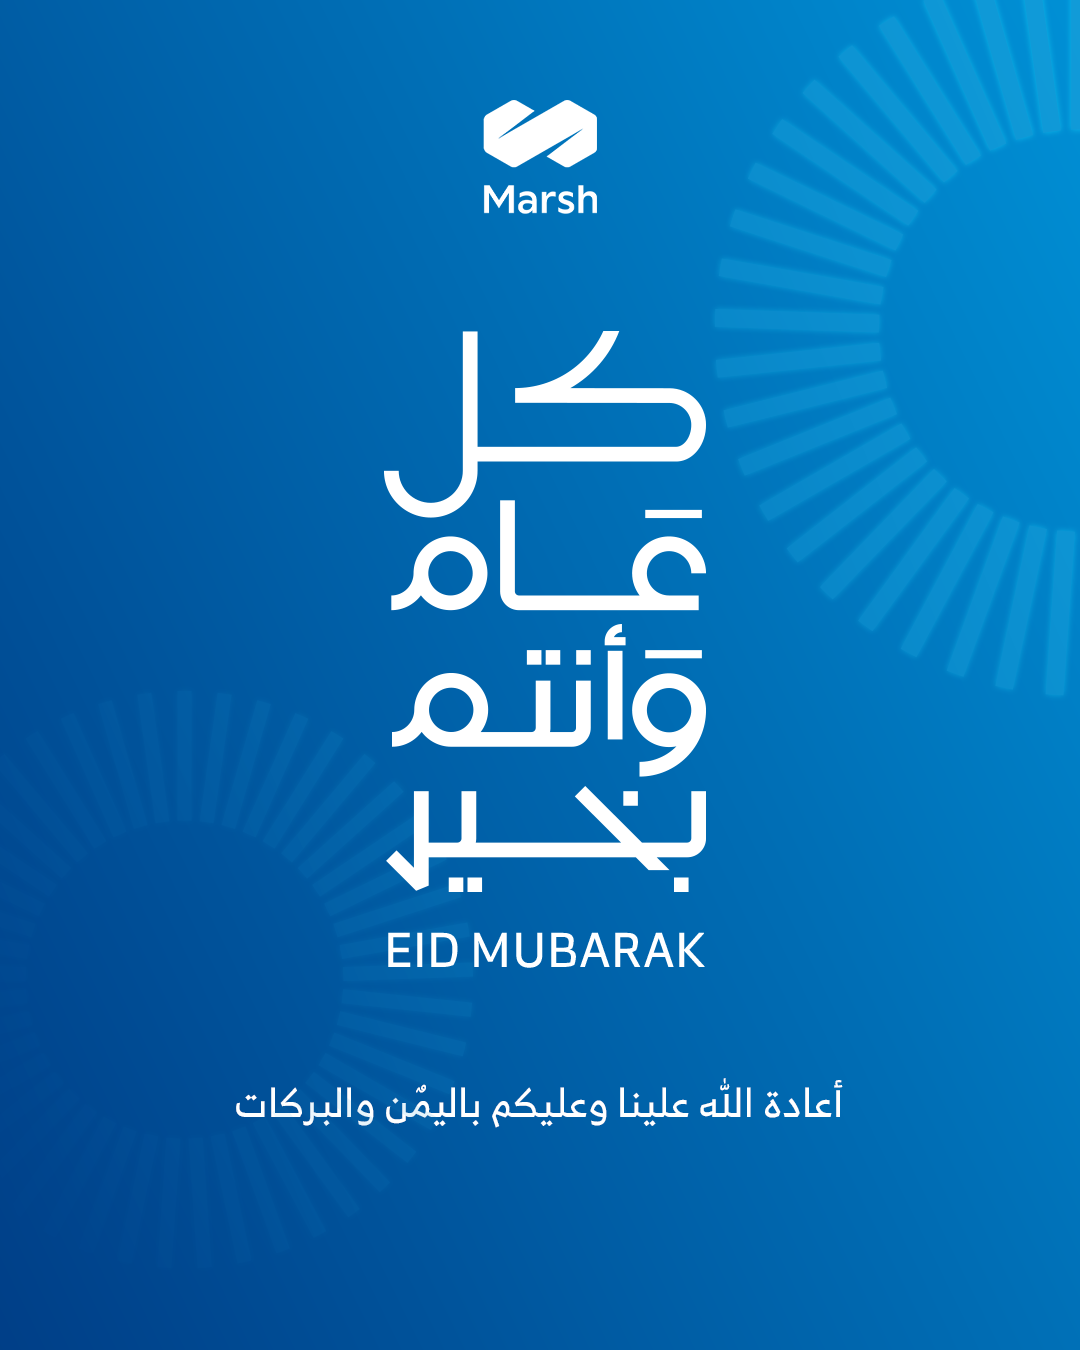 Marsh
كل
عَام
وَأنتم
بخير
EID MUBARAK
أعادة الله علينا وعليكم باليمٌن والبركات